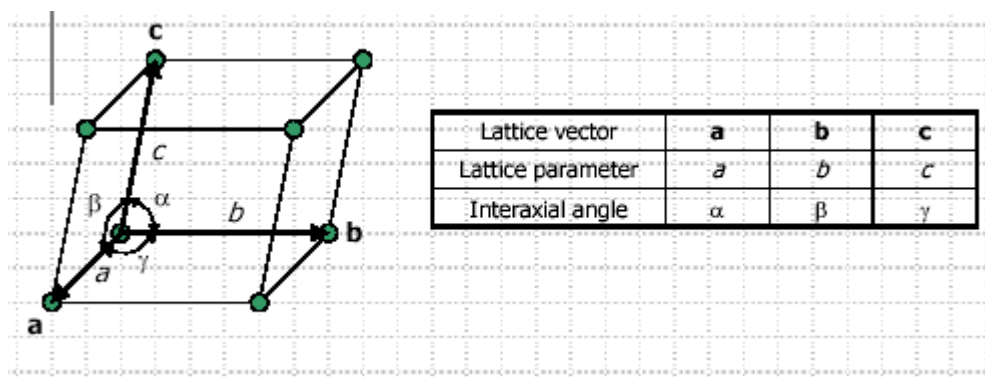 c
c
β α
b
b
a
γ
a
Lattice vector a b c
Lattice parameter a b c
Interaxial angle α β γ